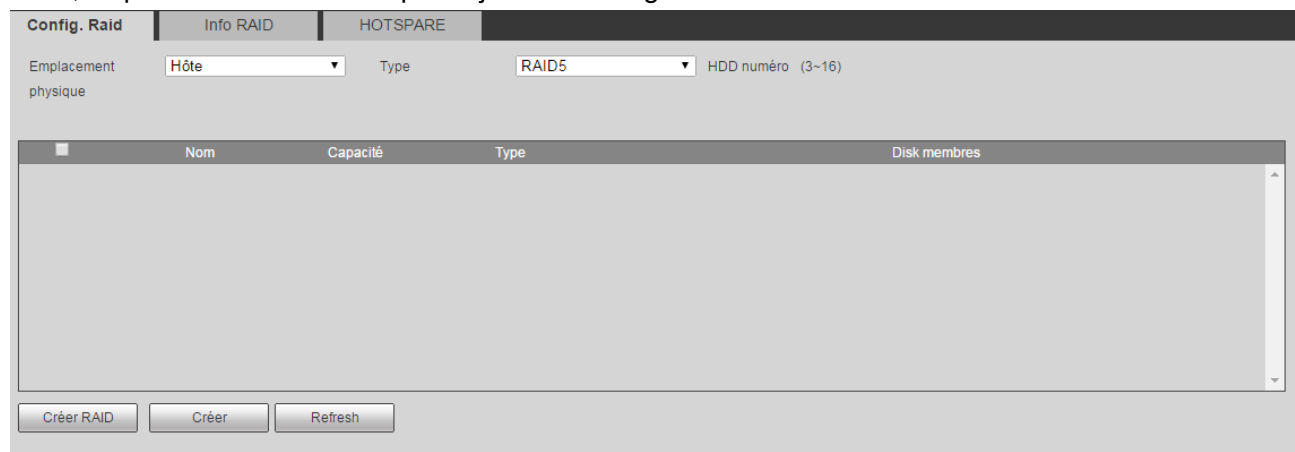 Config. Raid Info RAID HOTSPARE
Emplacement physique Hôte Type RAID5 HDD numéro (3~16)
Nom Capacité Type Disk membres
Créer RAID Créer Refresh